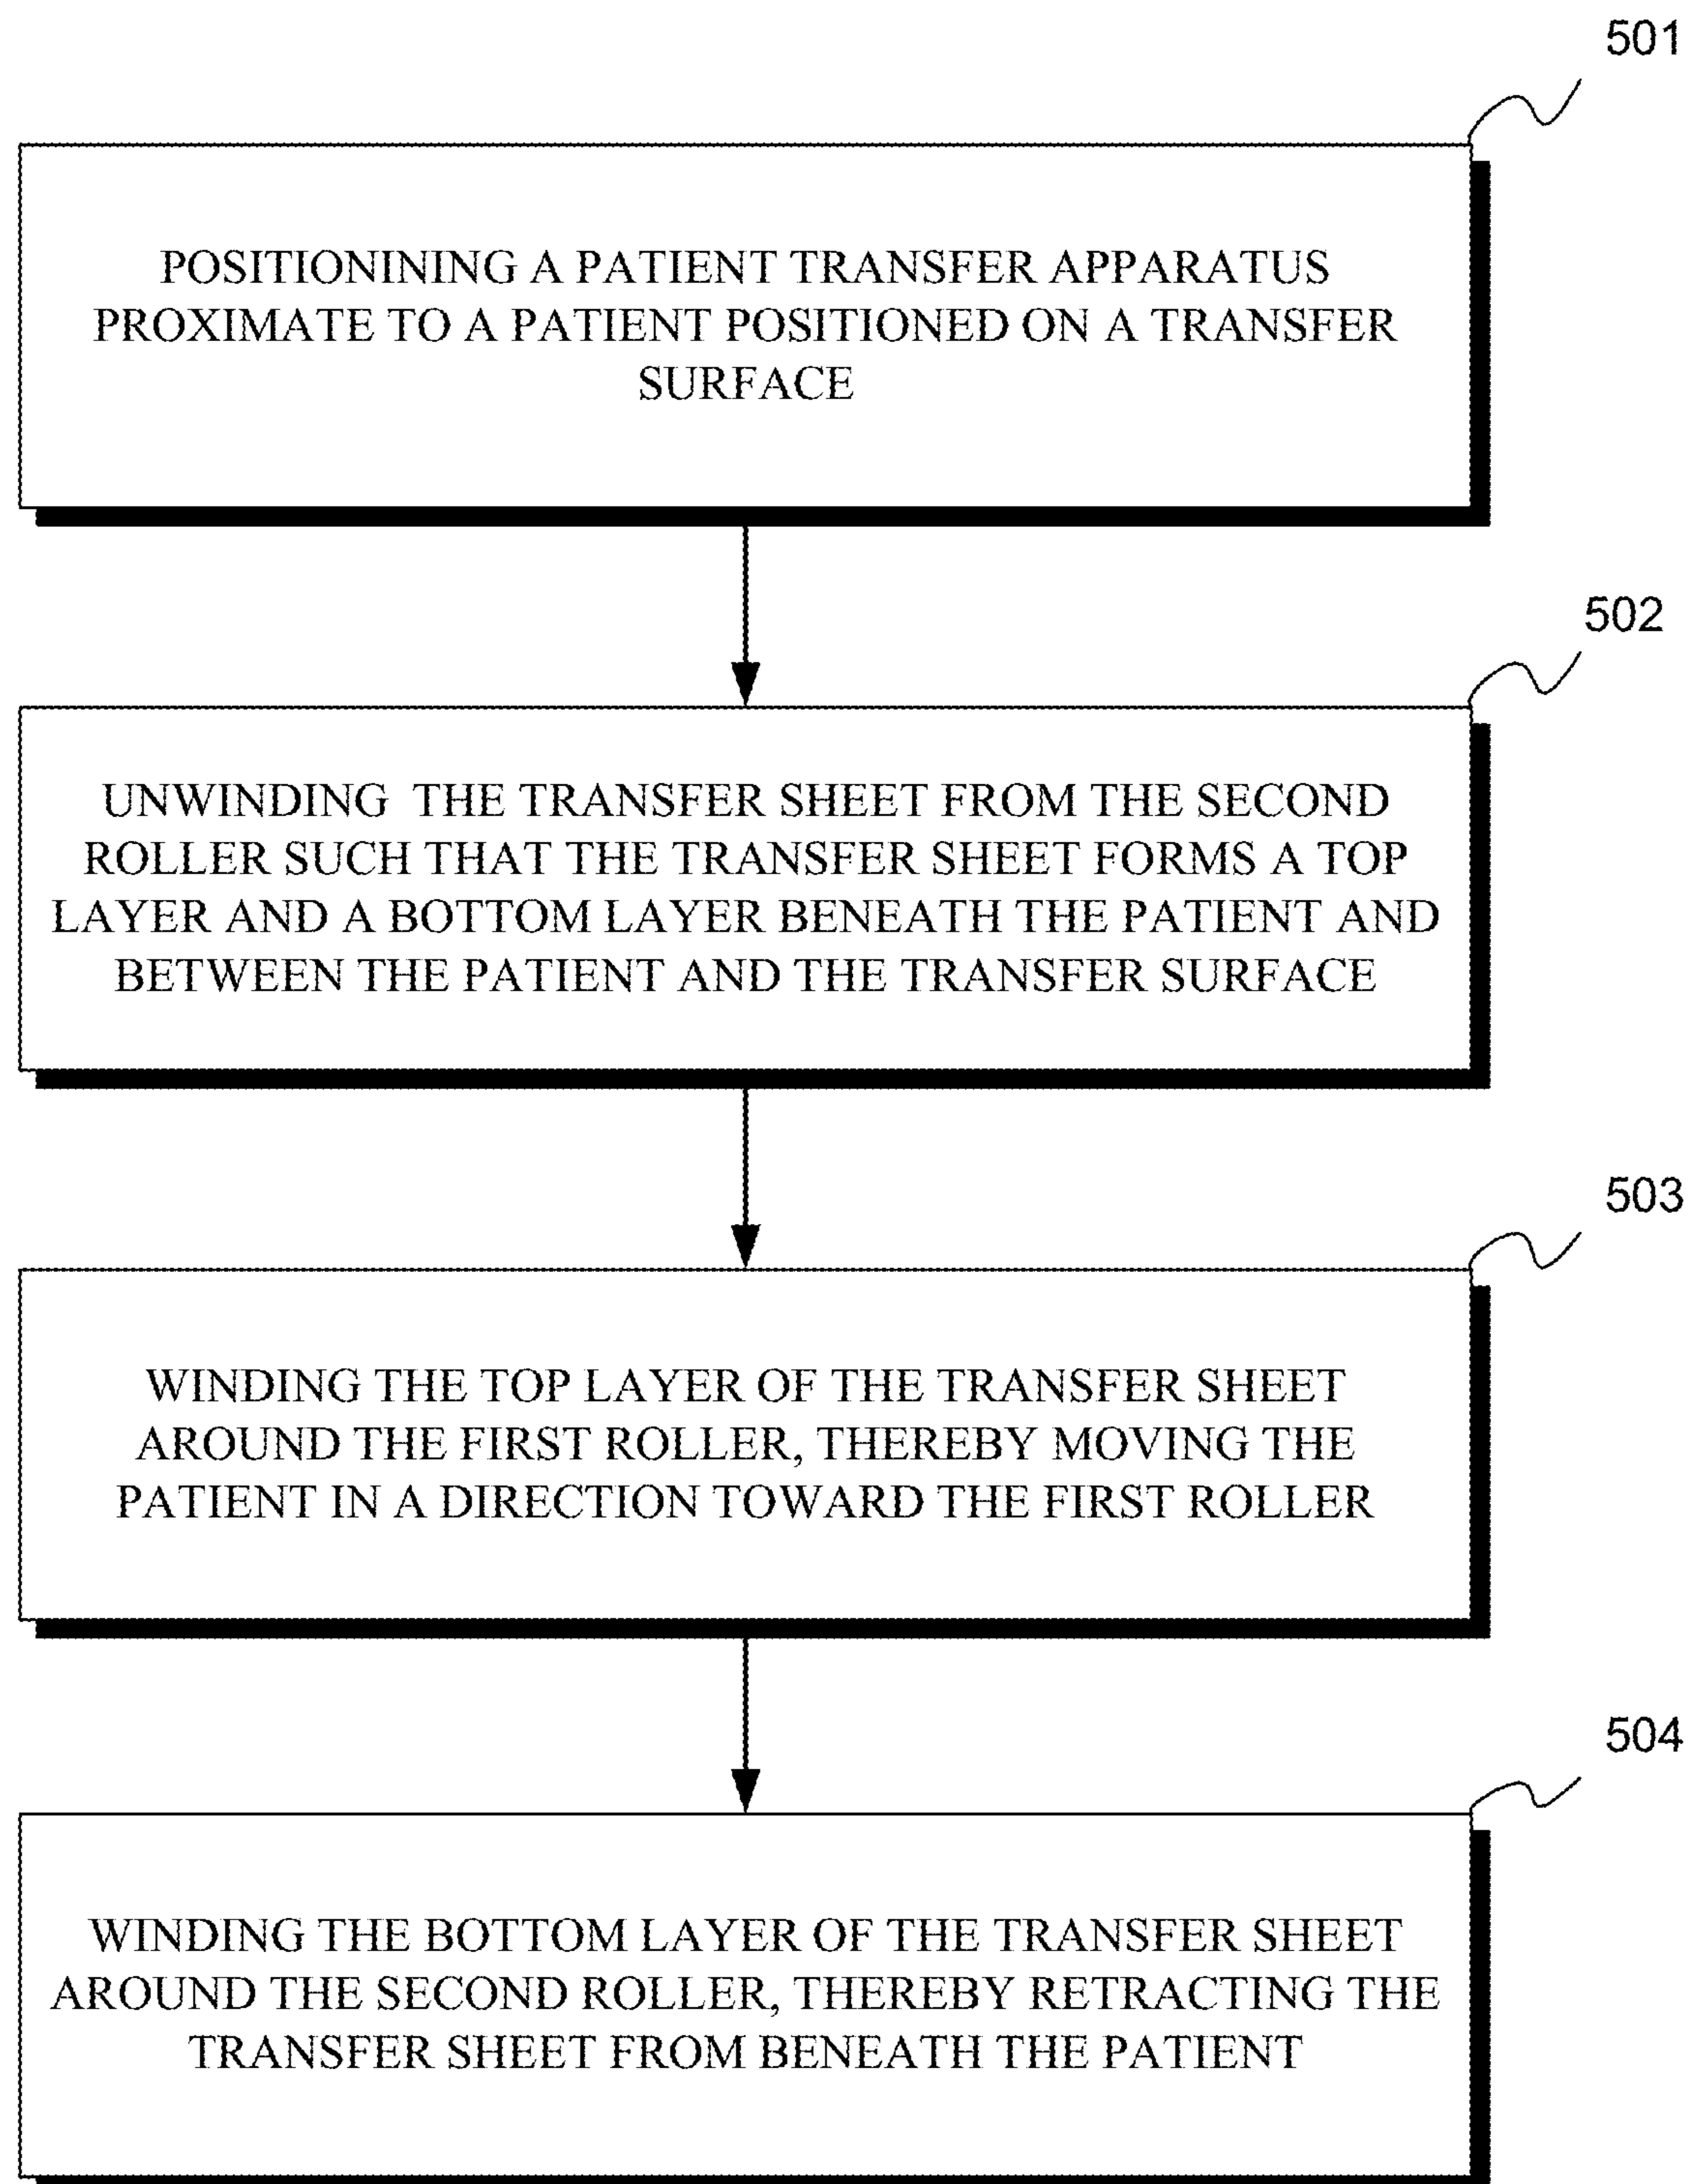 501
POSITIONINING A PATIENT TRANSFER APPARATUS
PROXIMATE TO A PATIENT POSITIONED ON A TRANSFER
SURFACE
502
UNWINDING THE TRANSFER SHEET FROM THE SECOND
ROLLER SUCH THAT THE TRANSFER SHEET FORMS A TOP
LAYER AND A BOTTOM LAYER BENEATH THE PATIENT AND
BETWEEN THE PATIENT AND THE TRANSFER SURFACE
503
WINDING THE TOP LAYER OF THE TRANSFER SHEET
AROUND THE FIRST ROLLER, THEREBY MOVING THE
PATIENT IN A DIRECTION TOWARD THE FIRST ROLLER
504
WINDING THE BOTTOM LAYER OF THE TRANSFER SHEET
AROUND THE SECOND ROLLER, THEREBY RETRACTING THE
TRANSFER SHEET FROM BENEATH THE PATIENT